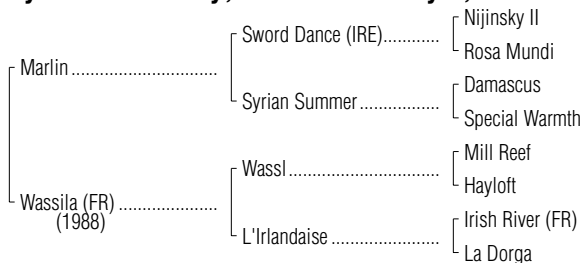 Nijinsky II
Sword Dance (IRE)............
Rosa Mundi
Marlin ................................
Damascus
Syrian Summer.................
Special Warmth
Mill Reef
Wassl..................................
Hayloft
Wassila (FR) ......................
(1988)
Irish River (FR)
L'Irlandaise ........................
La Dorga